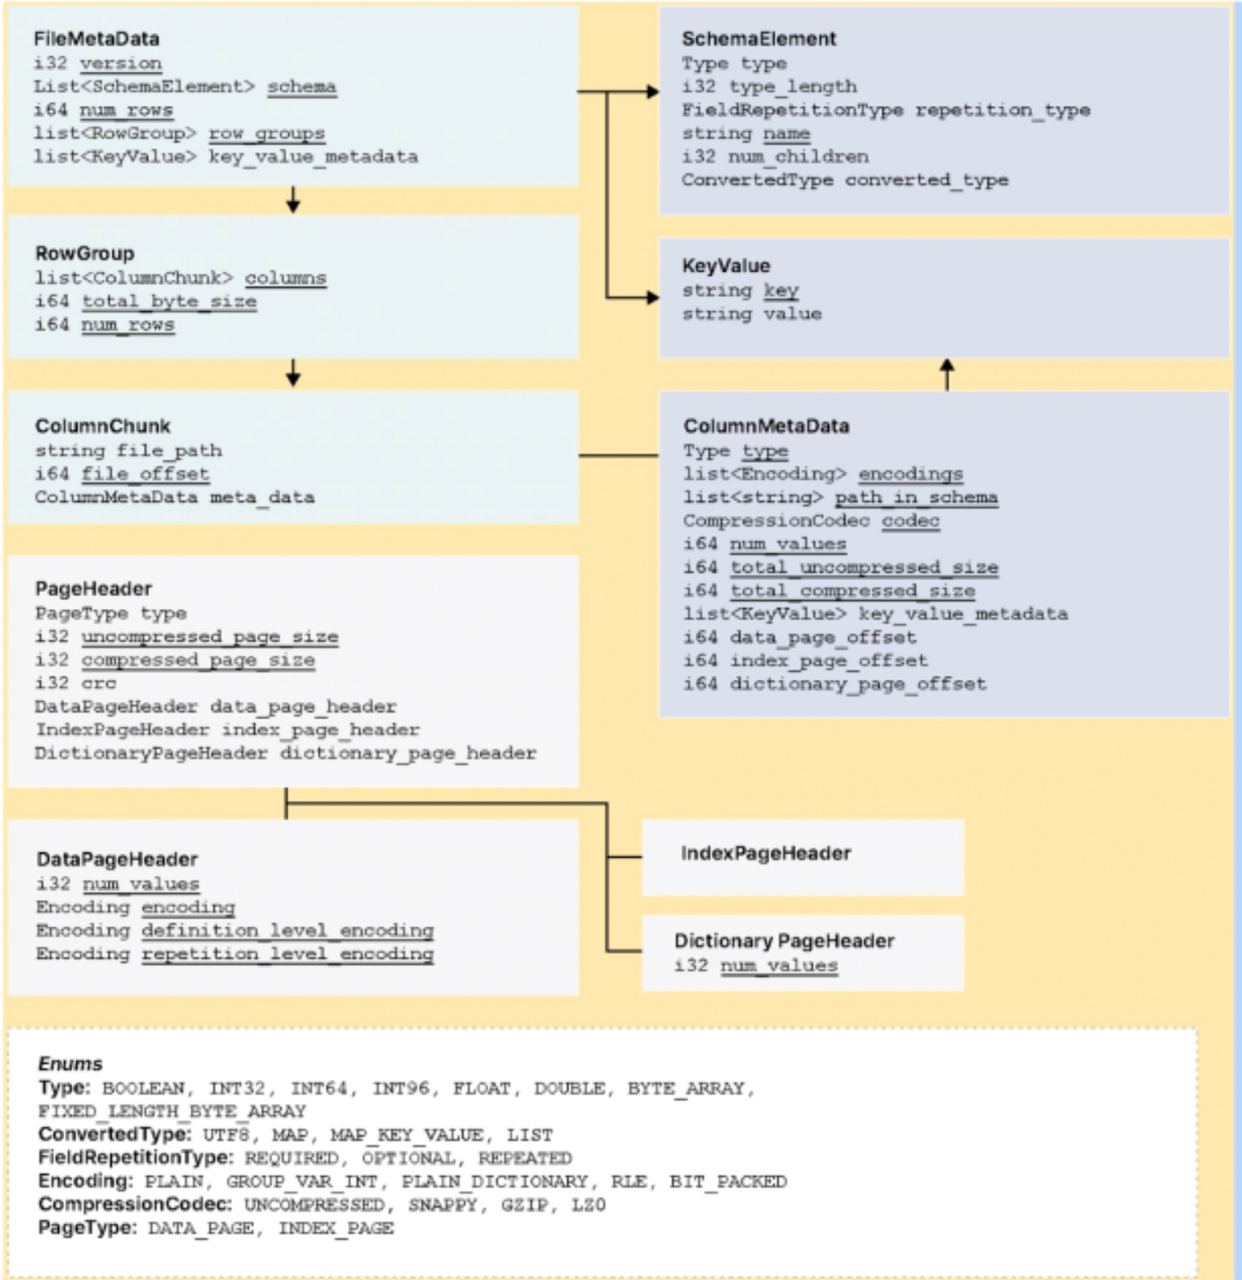 FileMetaData
i32 version
List<SchemaElement> schema
i64 num_rows
list<RowGroup> row_groups
list<KeyValue> key_value_metadata
SchemaElement
Type type
i32 type_length
FieldRepetitionType repetition_type
string name
i32 num_children
ConvertedType converted_type
RowGroup
list<ColumnChunk> columns
i64 total_byte_size
i64 num_rows
KeyValue
string key
string value
ColumnChunk
string file_path
i64 file_offset
ColumnMetaData meta_data
ColumnMetaData
Type type
list<Encoding> encodings
list<string> path_in_schema
CompressionCodec codec
i64 num_values
i64 total_uncompressed_size
i64 total_compressed_size
list<KeyValue> key_value_metadata
i64 data_page_offset
i64 index_page_offset
i64 dictionary_page_offset
PageHeader
PageType type
i32 uncompressed_page_size
i32 compressed_page_size
i32 crc
DataPageHeader data_page_header
IndexPageHeader index_page_header
DictionaryPageHeader dictionary_page_header
DataPageHeader
i32 num_values
Encoding encoding
Encoding definition_level_encoding
Encoding repetition_level_encoding
IndexPageHeader
Dictionary PageHeader
i32 num_values
Enums
Type: BOOLEAN, INT32, INT64, INT96, FLOAT, DOUBLE, BYTE_ARRAY,
FIXED_LENGTH_BYTE_ARRAY
ConvertedType: UTF8, MAP, MAP_KEY_VALUE, LIST
FieldRepetitionType: REQUIRED, OPTIONAL, REPEATED
Encoding: PLAIN, GROUP_VAR_INT, PLAIN_DICTIONARY, RLE, BIT_PACKED
CompressionCodec: UNCOMPRESSED, SNAPPY, GZIP, LZ0
PageType: DATA_PAGE, INDEX_PAGE